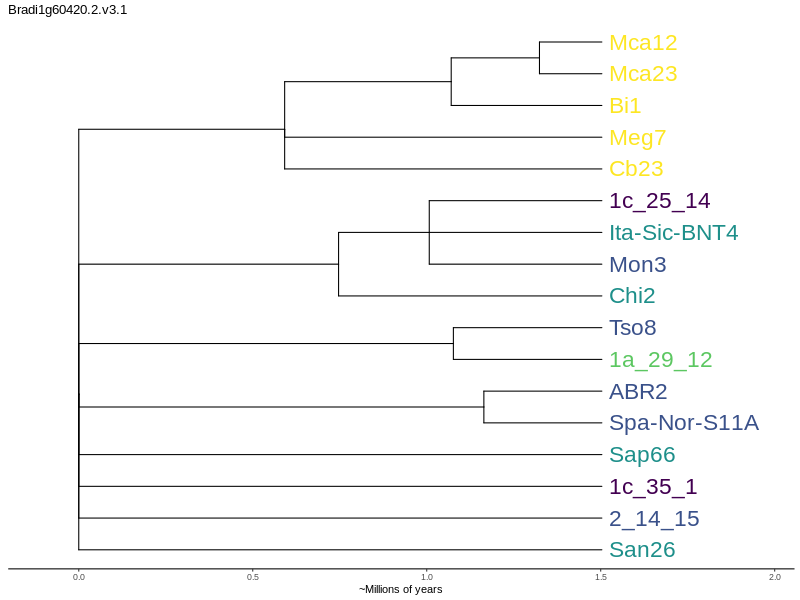 Bradi1g60420.2.v3.1
Mca12
Mca23
Bi1
Meg7
Cb23
1c_25_14
Ita-Sic-BNT4
Mon3
Chi2
Tso8
1a_29_12
ABR2
Spa-Nor-S11A
Sap66
1c_35_1
2_14_15
San26
0.0 0.5 1.0 1.5 2.0
~Millions of years